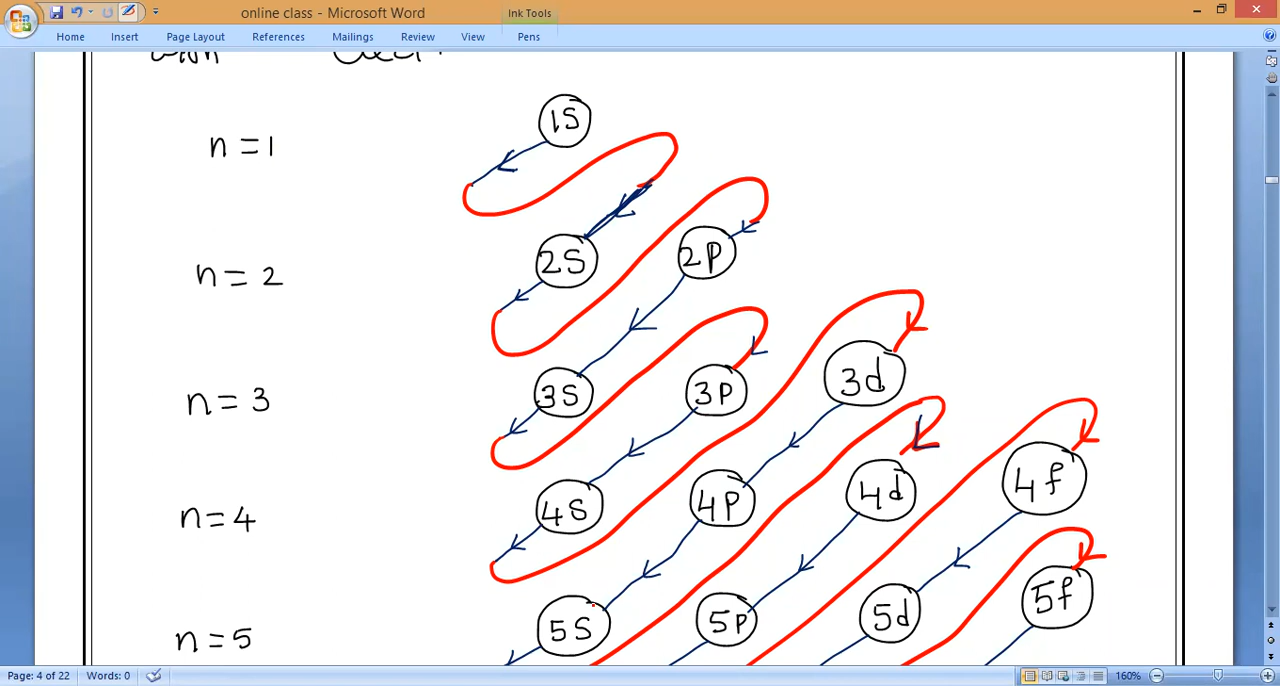 online class - Microsoft Word
Ink Tools
Home Insert Page Layout References Mailings Review View Pens
1S
n = 1
2S 2P
n = 2
3S 3P 3d
n = 3
4S 4P 4d 4f
n = 4
5S 5P 5d 5f
n = 5
Page: 4 of 22 Words: 0 160%